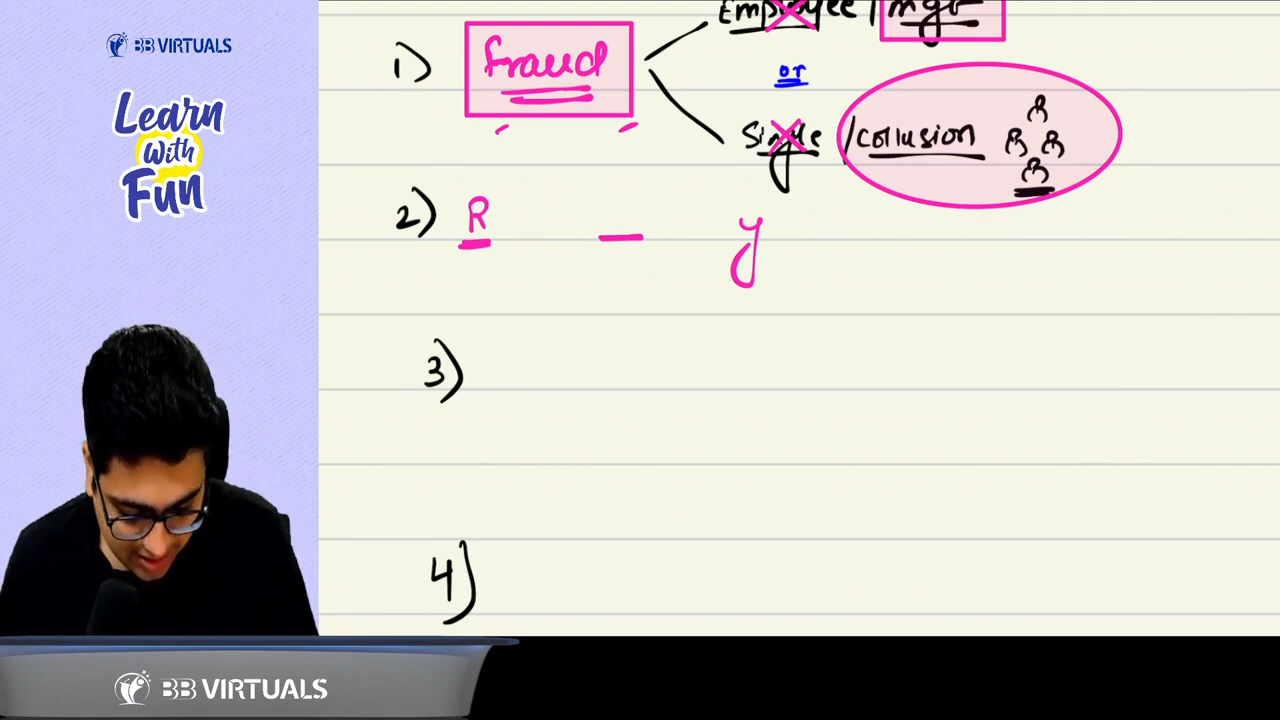 BB VIRTUALS
Learn
With
Fun
Employee / mgt
1) fraud
or
Single / collusion
2) R y
3)
4)
BB VIRTUALS